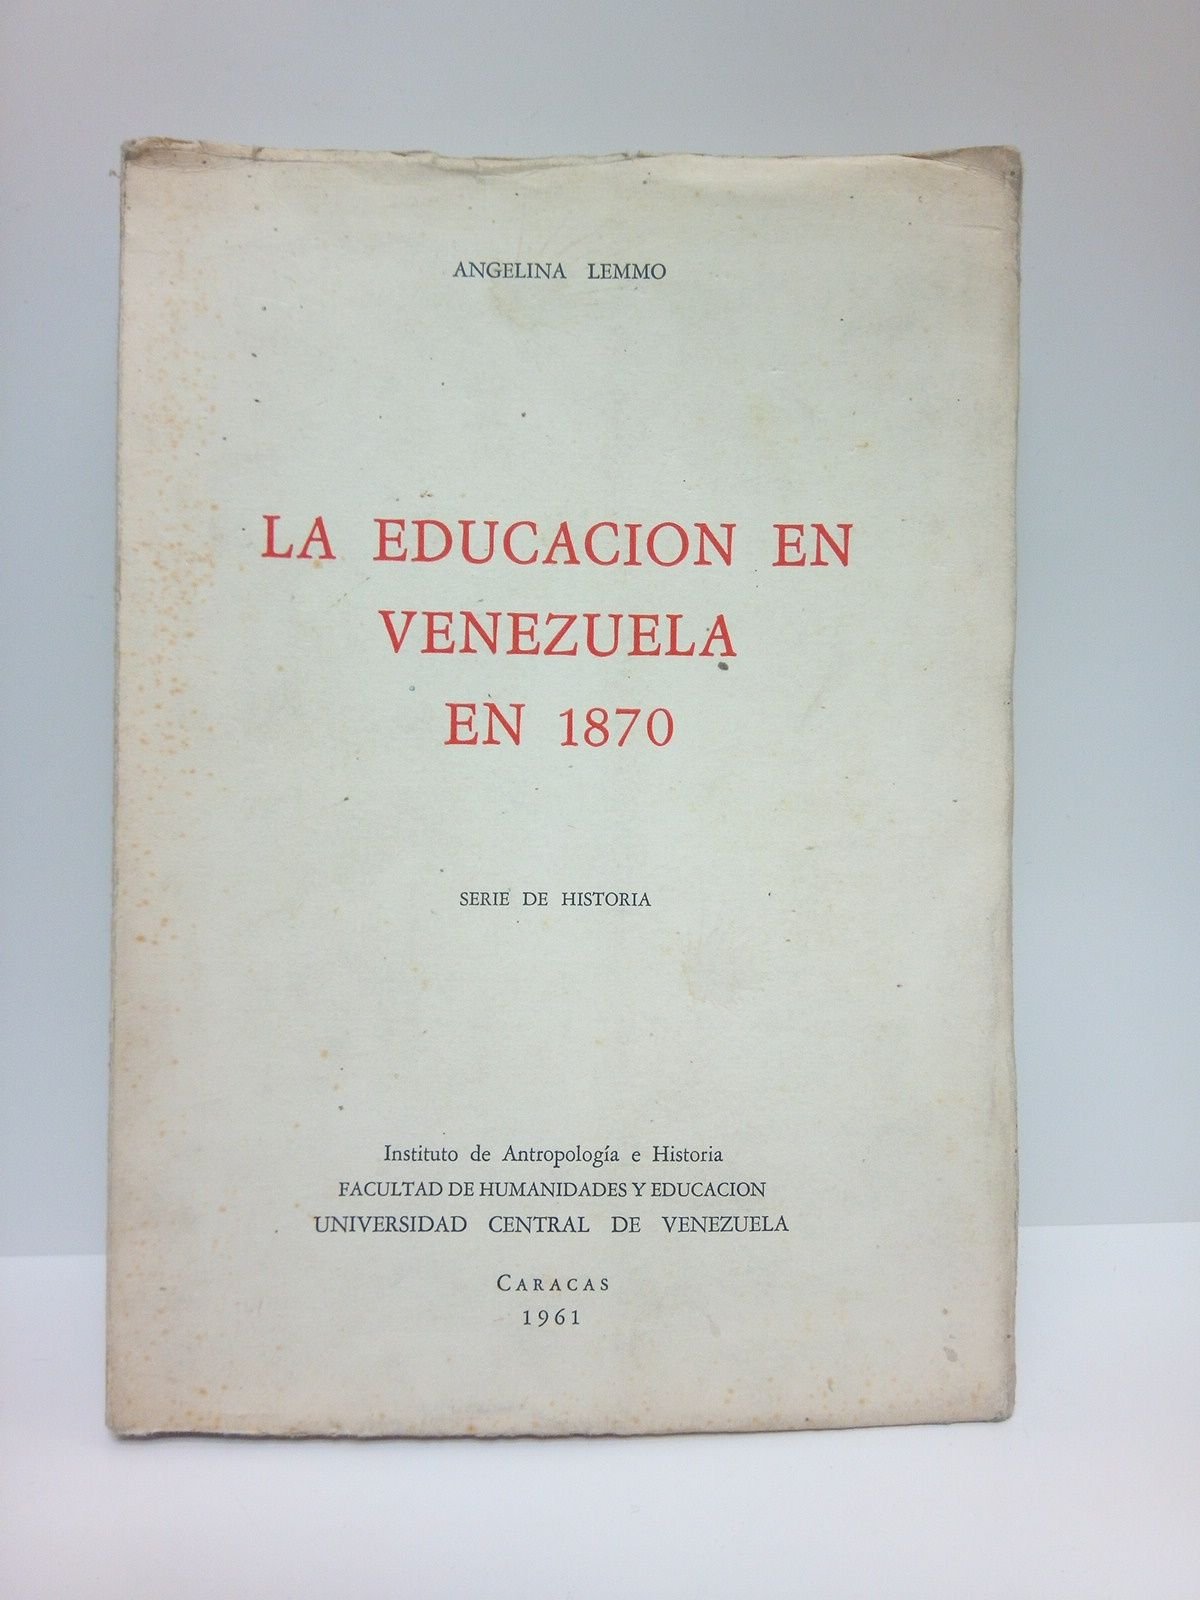 ANGELINA LEMMO
LA EDUCACION EN
VENEZUELA
EN 1870
SERIE DE HISTORIA
Instituto de Antropología e Historia
FACULTAD DE HUMANIDADES Y EDUCACION
UNIVERSIDAD CENTRAL DE VENEZUELA
CARACAS
1961